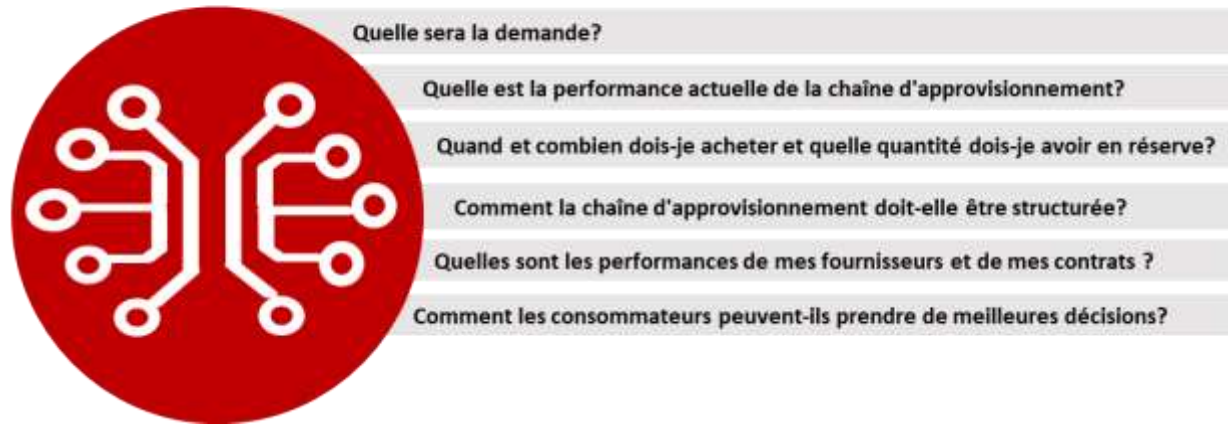 Quelle sera la demande?
Quelle est la performance actuelle de la chaîne d'approvisionnement?
Quand et combien dois-je acheter et quelle quantité dois-je avoir en réserve?
Comment la chaîne d'approvisionnement doit-elle être structurée?
Quelles sont les performances de mes fournisseurs et de mes contrats ?
Comment les consommateurs peuvent-ils prendre de meilleures décisions?